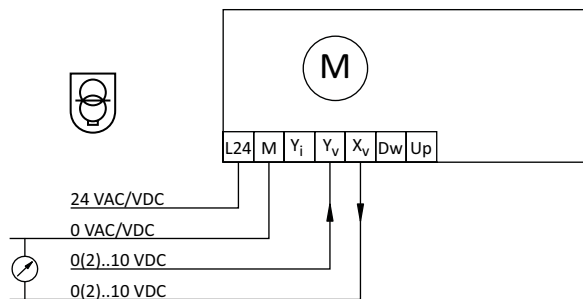 M
L24 M Yi Yv Xv Dw Up
24 VAC/VDC
0 VAC/VDC
0(2)..10 VDC
0(2)..10 VDC